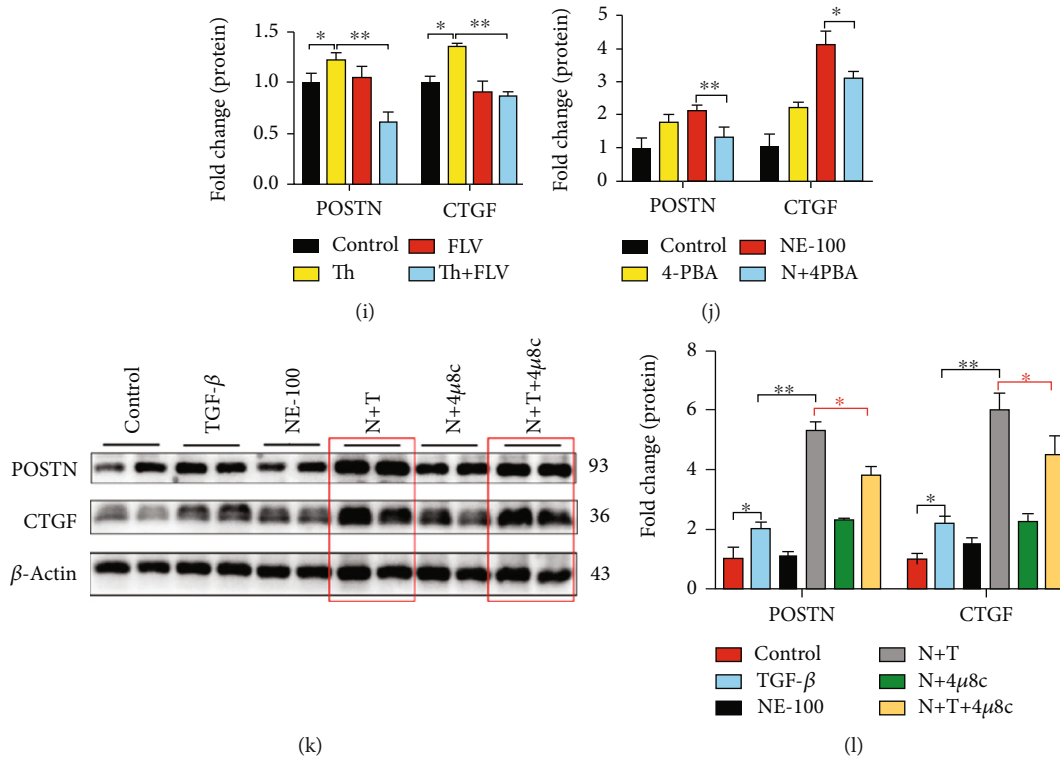 Fold change (protein)
1.5
1.0
0.5
0.0
* ** * **
POSTN CTGF
Control FLV
Th Th+FLV
(i)
Fold change (protein)
5
4
3
2
1
0
** *
POSTN CTGF
Control NE-100
4-PBA N+4PBA
(j)
Control TGF-β NE-100 N+T N+4μ8c N+T+4μ8c
POSTN 93
CTGF 36
β-Actin 43
(k)
Fold change (protein)
8
6
4
2
0
* ** * * ** *
POSTN CTGF
Control N+T
TGF-β N+4μ8c
NE-100 N+T+4μ8c
(l)